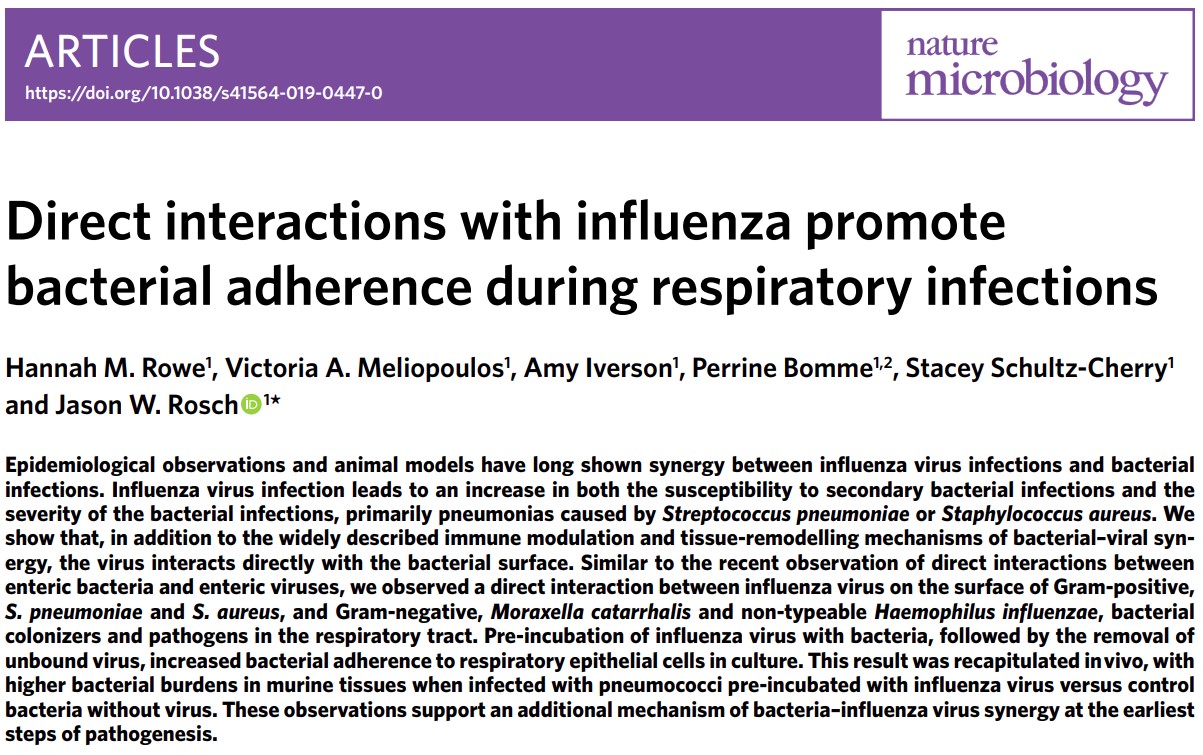 ARTICLES
https://doi.org/10.1038/s41564-019-0447-0
nature
microbiology
Direct interactions with influenza promote
bacterial adherence during respiratory infections
Hannah M. Rowe¹, Victoria A. Meliopoulos¹, Amy Iverson¹, Perrine Bomme¹,², Stacey Schultz-Cherry¹
and Jason W. Rosch iD ¹*
Epidemiological observations and animal models have long shown synergy between influenza virus infections and bacterial
infections. Influenza virus infection leads to an increase in both the susceptibility to secondary bacterial infections and the
severity of the bacterial infections, primarily pneumonias caused by Streptococcus pneumoniae or Staphylococcus aureus. We
show that, in addition to the widely described immune modulation and tissue-remodelling mechanisms of bacterial–viral syn-
ergy, the virus interacts directly with the bacterial surface. Similar to the recent observation of direct interactions between
enteric bacteria and enteric viruses, we observed a direct interaction between influenza virus on the surface of Gram-positive,
S. pneumoniae and S. aureus, and Gram-negative, Moraxella catarrhalis and non-typeable Haemophilus influenzae, bacterial
colonizers and pathogens in the respiratory tract. Pre-incubation of influenza virus with bacteria, followed by the removal of
unbound virus, increased bacterial adherence to respiratory epithelial cells in culture. This result was recapitulated in vivo, with
higher bacterial burdens in murine tissues when infected with pneumococci pre-incubated with influenza virus versus control
bacteria without virus. These observations support an additional mechanism of bacteria–influenza virus synergy at the earliest
steps of pathogenesis.